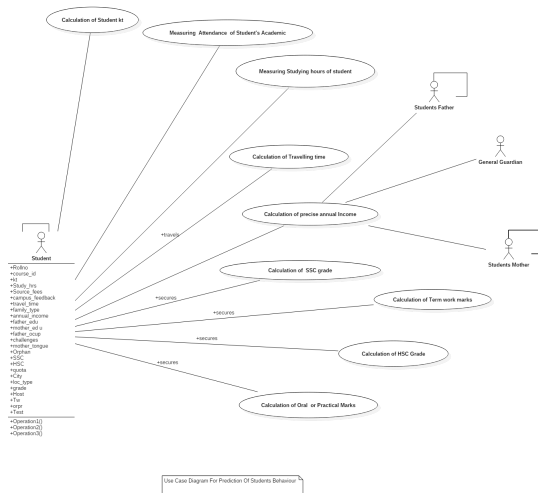 Calculation of Student kt
Measuring Attendance of Student's Academic
Measuring Studying hours of student
Students Father
General Guardian
Calculation of Travelling time
Calculation of precise annual Income
Students Mother
+travels
Student
Calculation of SSC grade
+secures
Calculation of Term work marks
+secures
Calculation of HSC Grade
+secures
Calculation of Oral or Practical Marks
+secures
+Rollno
+course_id
+kt
+Study_hrs
+Source_fees
+campus_feedback
+travel_time
+family_type
+annual_income
+father_edu
+mother_ed u
+father_ocup
+challenges
+mother_tongue
+Orphan
+SSC
+HSC
+quota
+City
+loc_type
+grade
+Host
+Tw
+orpr
+Test
+Operation1()
+Operation2()
+Operation3()
Use Case Diagram For Prediction Of Students Behaviour